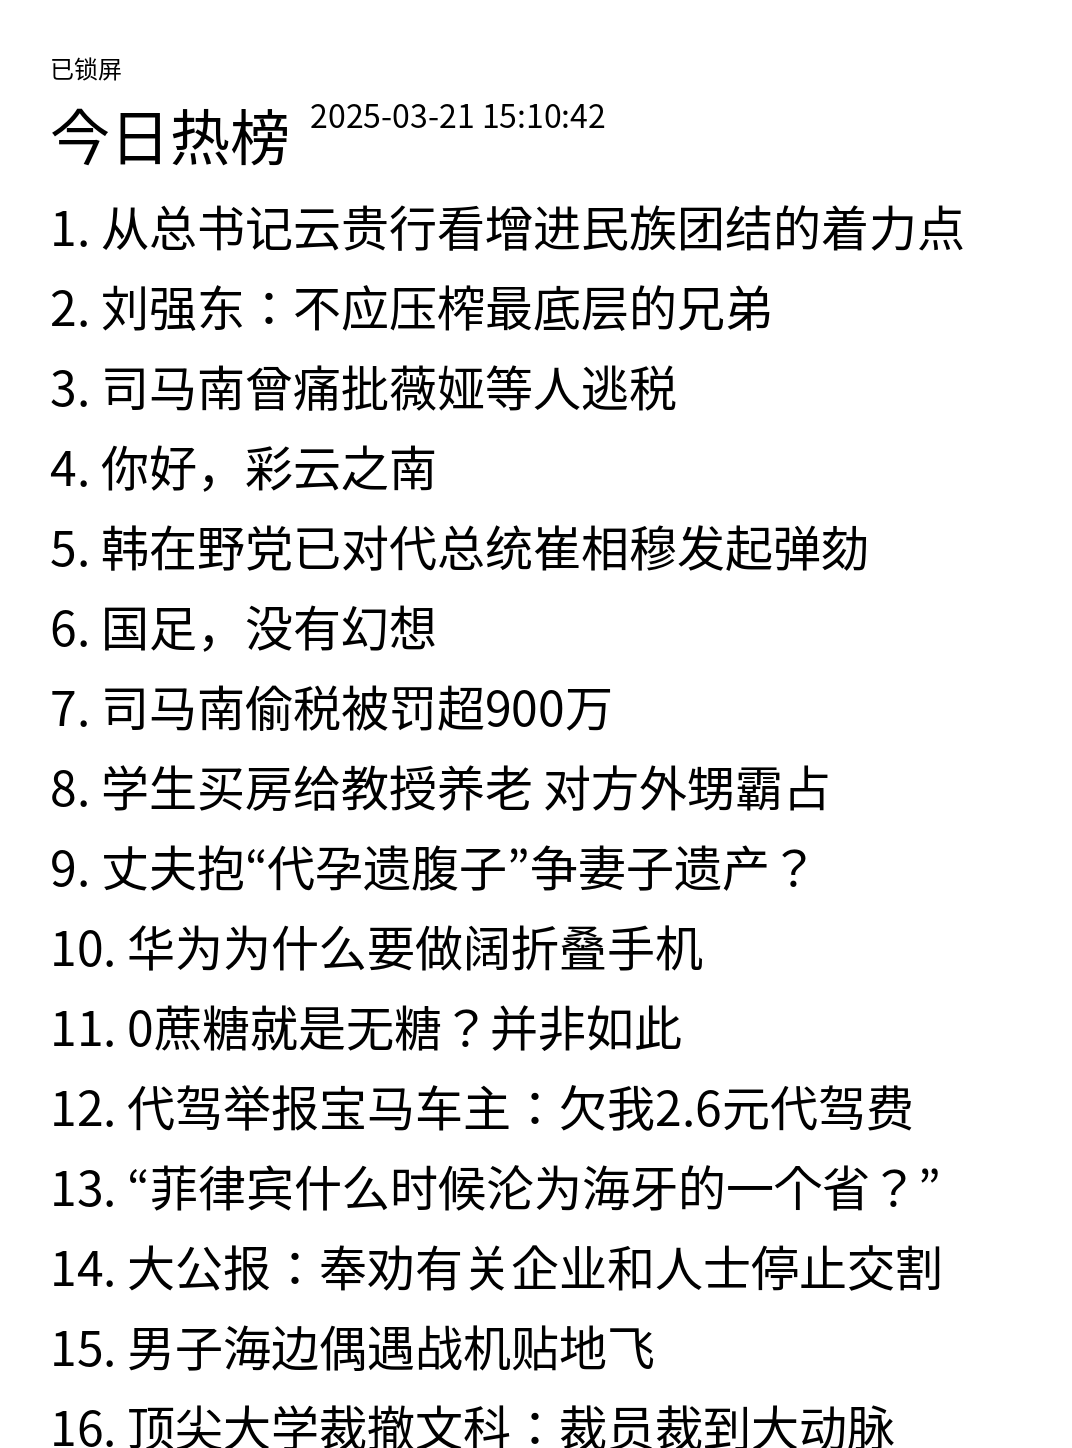 已锁屏
今日热榜 2025-03-21 15:10:42
1. 从总书记云贵行看增进民族团结的着力点
2. 刘强东：不应压榨最底层的兄弟
3. 司马南曾痛批薇娅等人逃税
4. 你好，彩云之南
5. 韩在野党已对代总统崔相穆发起弹劾
6. 国足，没有幻想
7. 司马南偷税被罚超900万
8. 学生买房给教授养老 对方外甥霸占
9. 丈夫抱“代孕遗腹子”争妻子遗产？
10. 华为为什么要做阔折叠手机
11. 0蔗糖就是无糖？并非如此
12. 代驾举报宝马车主：欠我2.6元代驾费
13. “菲律宾什么时候沦为海牙的一个省？”
14. 大公报：奉劝有关企业和人士停止交割
15. 男子海边偶遇战机贴地飞
16. 顶尖大学裁撤文科：裁员裁到大动脉